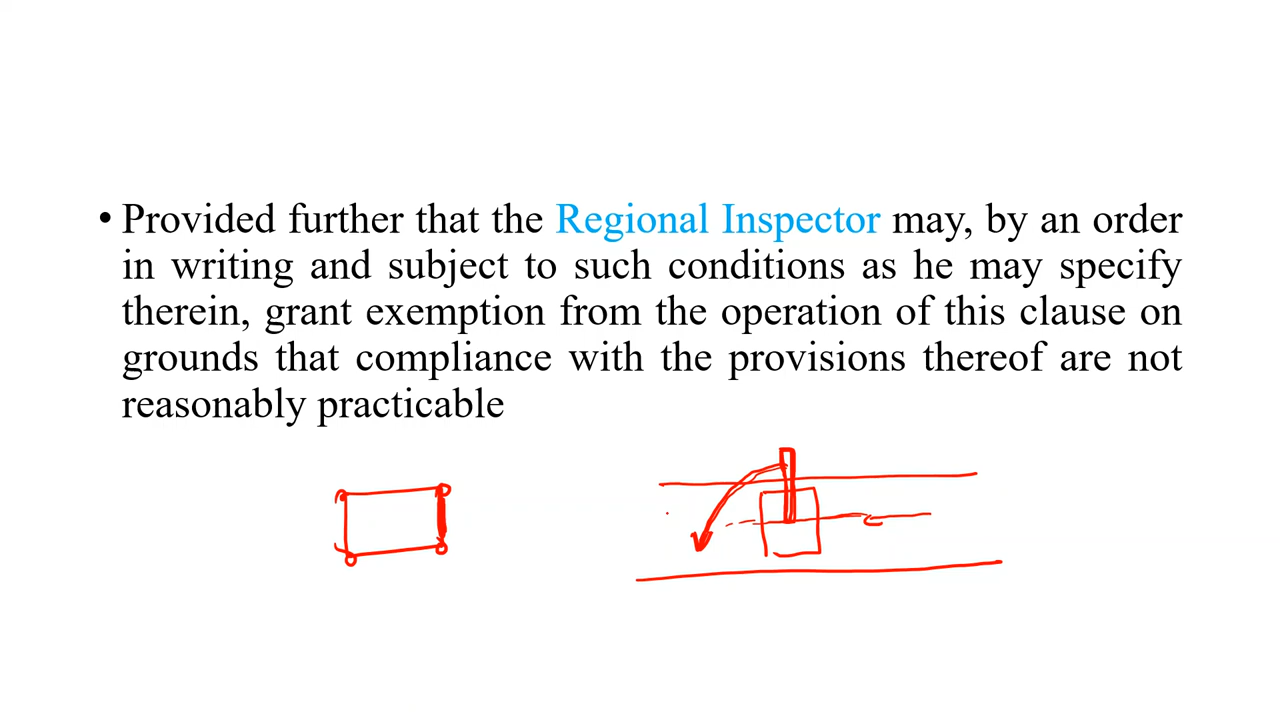 • Provided further that the Regional Inspector may, by an order
in writing and subject to such conditions as he may specify
therein, grant exemption from the operation of this clause on
grounds that compliance with the provisions thereof are not
reasonably practicable